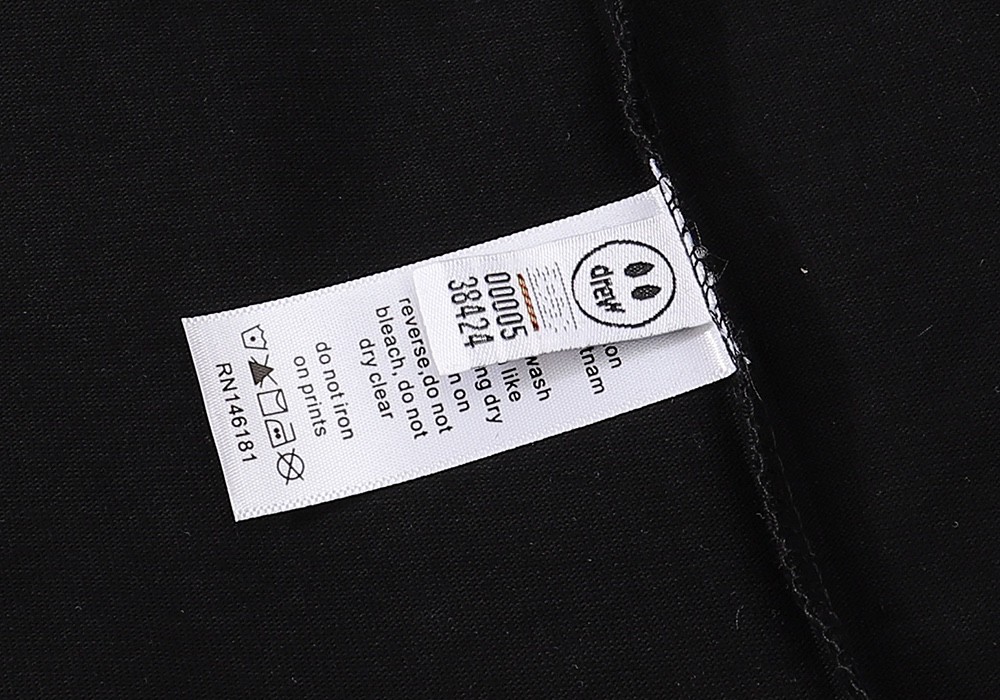 drew
00005
38424
on
tnam
wash
like
ng dry
n on
reverse,do not
bleach, do not
dry clear
do not iron
on prints
RN146181